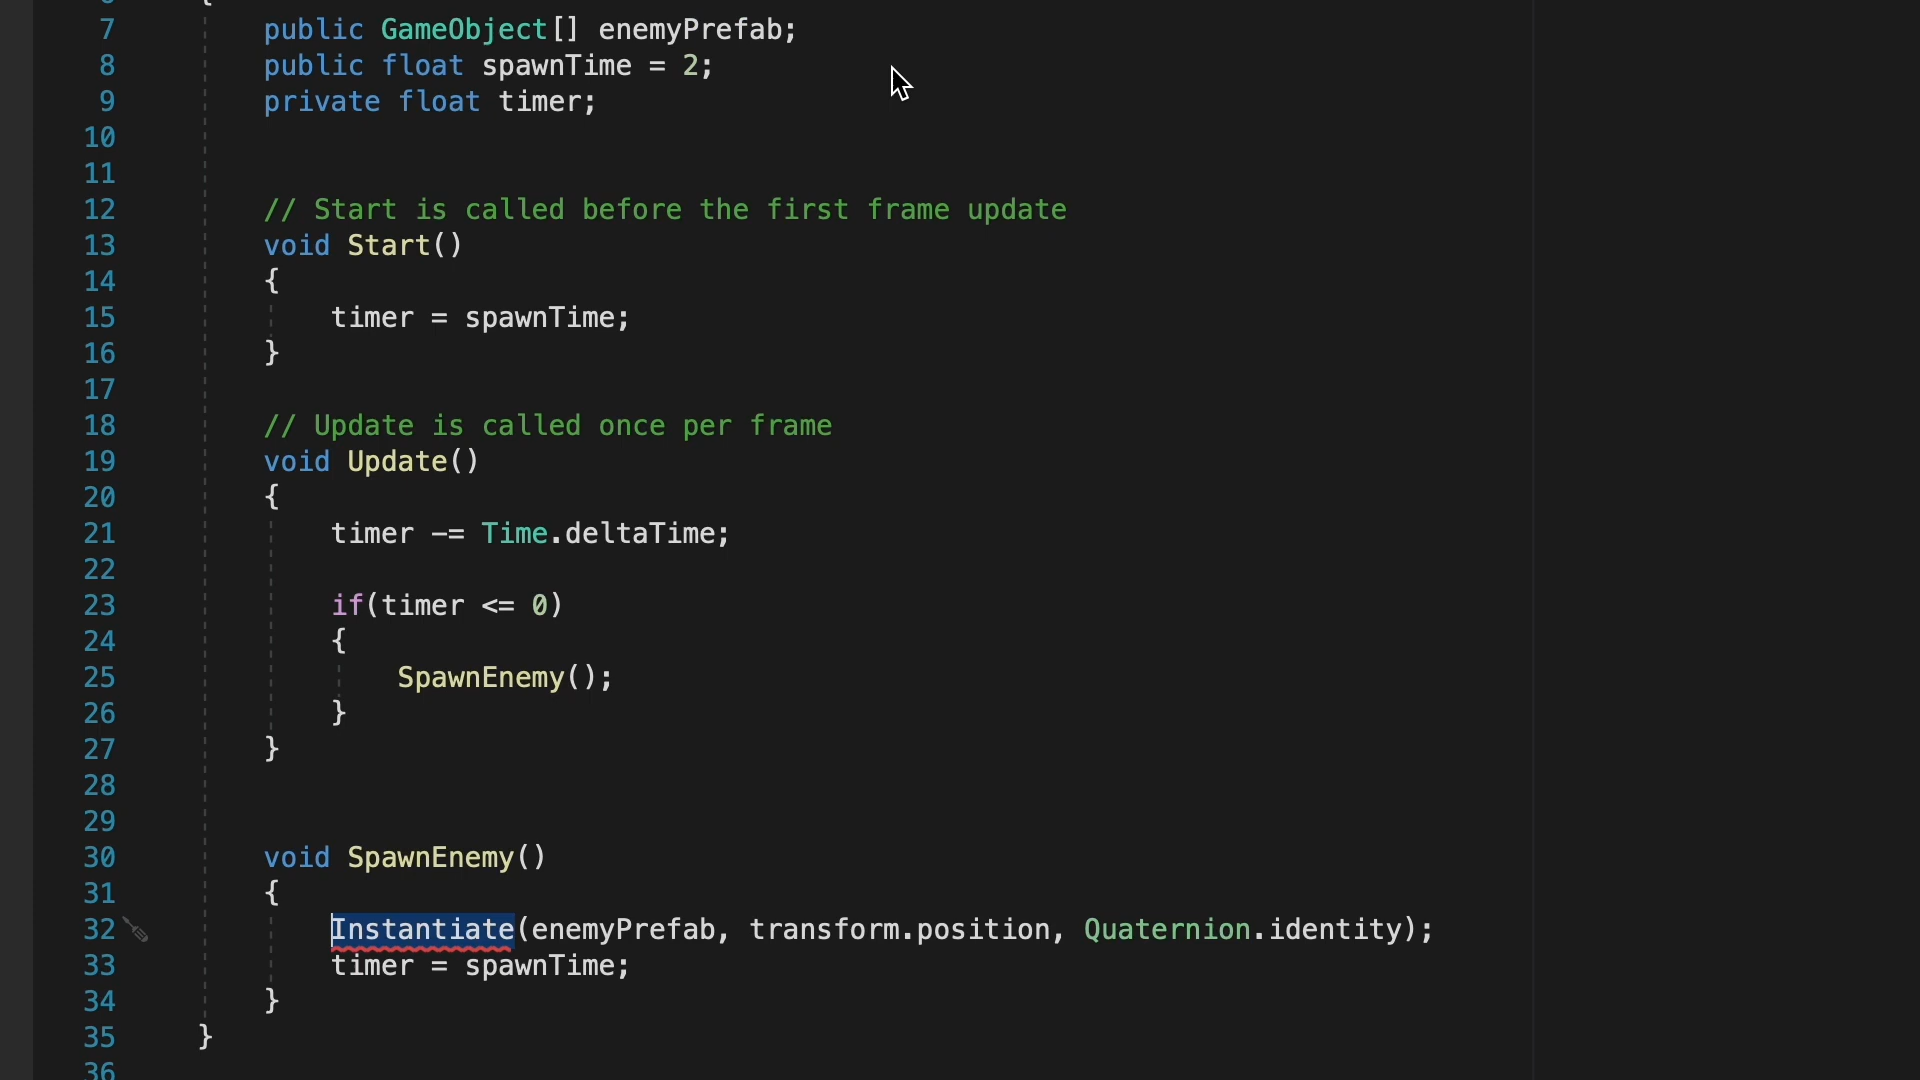 {
7 public GameObject[] enemyPrefab;
8 public float spawnTime = 2;
9 private float timer;
10
11
12 // Start is called before the first frame update
13 void Start()
14 {
15 timer = spawnTime;
16 }
17
18 // Update is called once per frame
19 void Update()
20 {
21 timer -= Time.deltaTime;
22
23 if(timer <= 0)
24 {
25 SpawnEnemy();
26 }
27 }
28
29
30 void SpawnEnemy()
31 {
32 Instantiate(enemyPrefab, transform.position, Quaternion.identity);
33 timer = spawnTime;
34 }
35 }
36